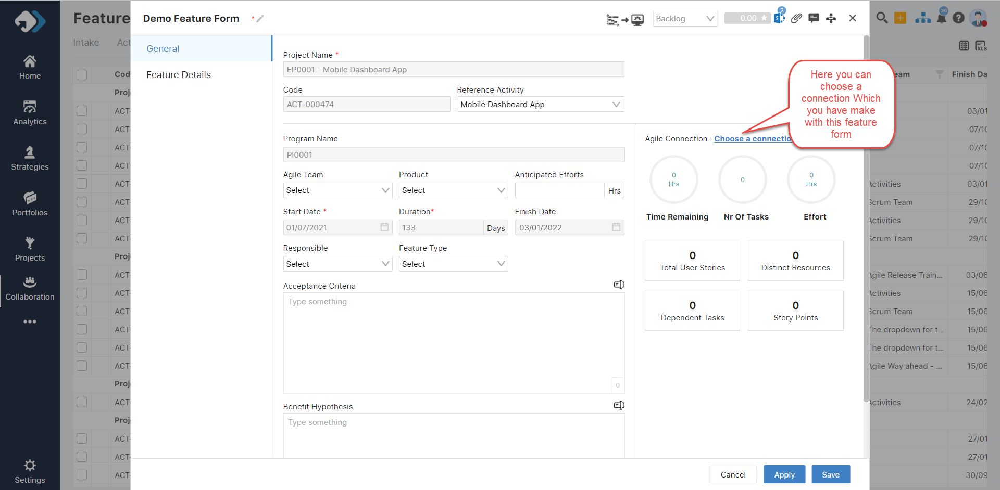 Feature
Demo Feature Form *
Backlog
0.00
2
25
Intake
Act
XLS
General
Feature Details
Home
Analytics
Strategies
Portfolios
Projects
Collaboration
Settings
Cod
Proj
ACT-
ACT-
ACT-
ACT-
ACT-
ACT-
ACT-
ACT-
Proj
ACT-
ACT-
ACT-
ACT-
ACT-
ACT-
Proj
ACT-
Proj
ACT-
ACT-
ACT-
Project Name *
EP0001 - Mobile Dashboard App
Code
Reference Activity
ACT-000474
Mobile Dashboard App
Program Name
PI0001
Agile Team
Product
Anticipated Efforts
Select
Select
Hrs
Start Date *
Duration*
Finish Date
01/07/2021
133
Days
03/01/2022
Responsible
Feature Type
Select
Select
Acceptance Criteria
Type something
0
Benefit Hypothesis
Type something
Here you can
choose a
connection Which
you have make
with this feature
form
Agile Connection : Choose a connectio
0
Hrs
0
0
Hrs
Time Remaining
Nr Of Tasks
Effort
0
Total User Stories
0
Distinct Resources
0
Dependent Tasks
0
Story Points
eam
Finish Da
03/01
07/10
07/10
07/10
Activities
03/01
Scrum Team
29/10
Activities
29/10
Scrum Team
29/10
Agile Release Train...
03/06
Activities
15/06
Scrum Team
15/06
The dropdown for t...
15/06
The dropdown for t...
15/06
Agile Way ahead - ...
15/06
Activities
24/02
27/01
27/01
30/09
Cancel
Apply
Save